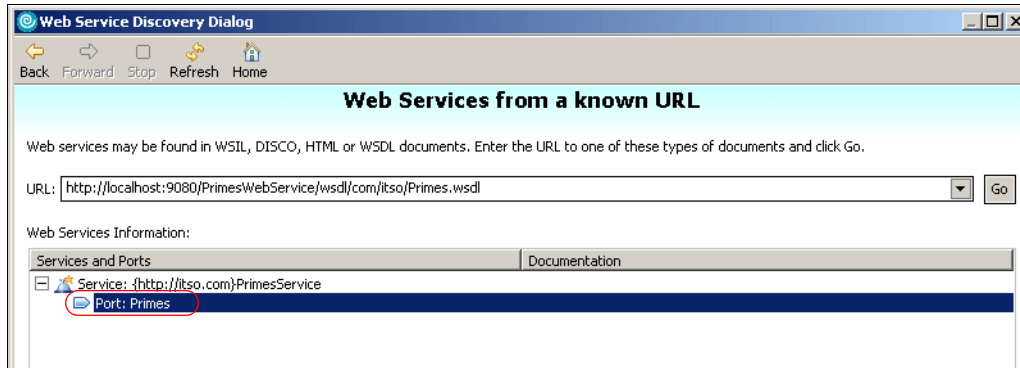 Web Service Discovery Dialog
Back Forward Stop Refresh Home
Web Services from a known URL
Web services may be found in WSIL, DISCO, HTML or WSDL documents. Enter the URL to one of these types of documents and click Go.
URL: http://localhost:9080/PrimesWebService/wsdl/com/itso/Primes.wsdl Go
Web Services Information:
Services and Ports Documentation
Service: {http://itso.com}PrimesService
Port: Primes